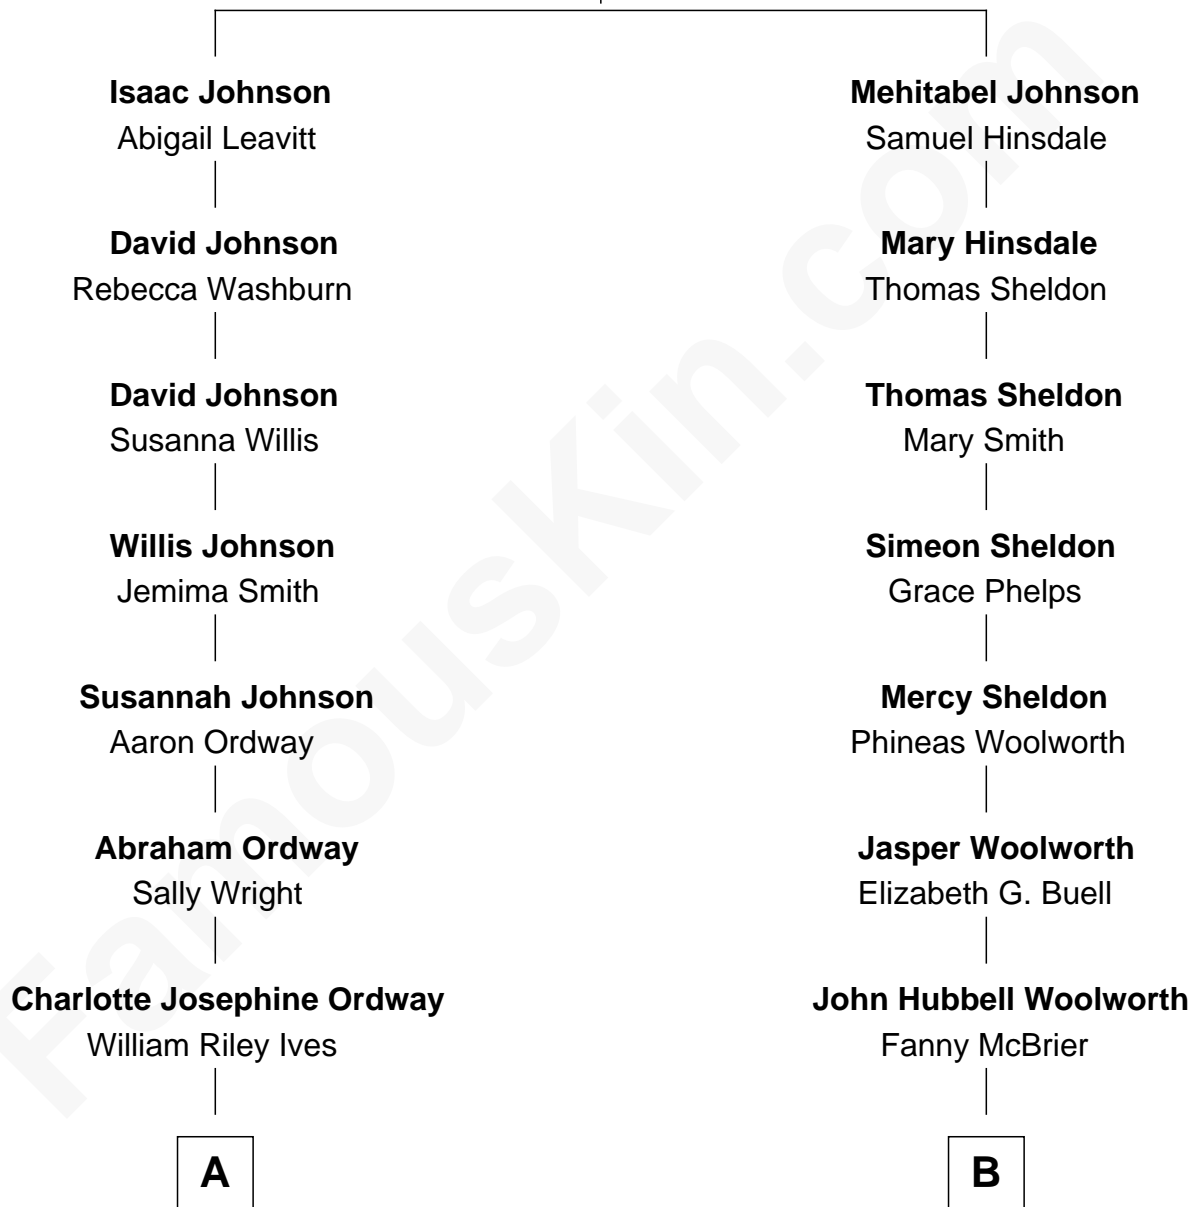 Isaac Johnson
Abigail Leavitt
David Johnson
Rebecca Washburn
David Johnson
Susanna Willis
Willis Johnson
Jemima Smith
Susannah Johnson
Aaron Ordway
Abraham Ordway
Sally Wright
Charlotte Josephine Ordway
William Riley Ives
A
Mehitabel Johnson
Samuel Hinsdale
Mary Hinsdale
Thomas Sheldon
Thomas Sheldon
Mary Smith
Simeon Sheldon
Grace Phelps
Mercy Sheldon
Phineas Woolworth
Jasper Woolworth
Elizabeth G. Buell
John Hubbell Woolworth
Fanny McBrier
B
FamousKin.com